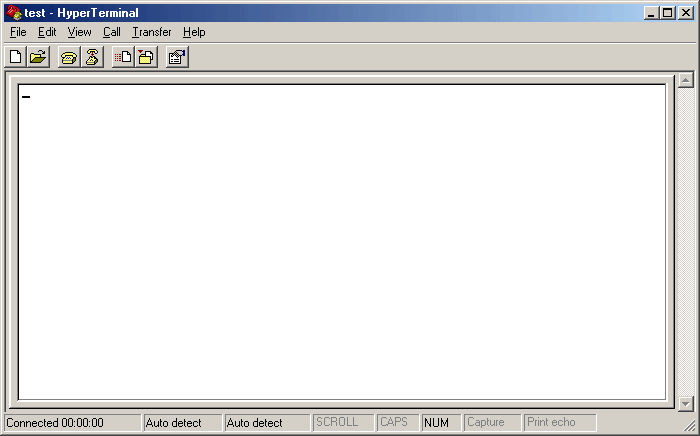 test - HyperTerminal
File Edit View Call Transfer Help
Connected 00:00:00 Auto detect Auto detect SCROLL CAPS NUM Capture Print echo